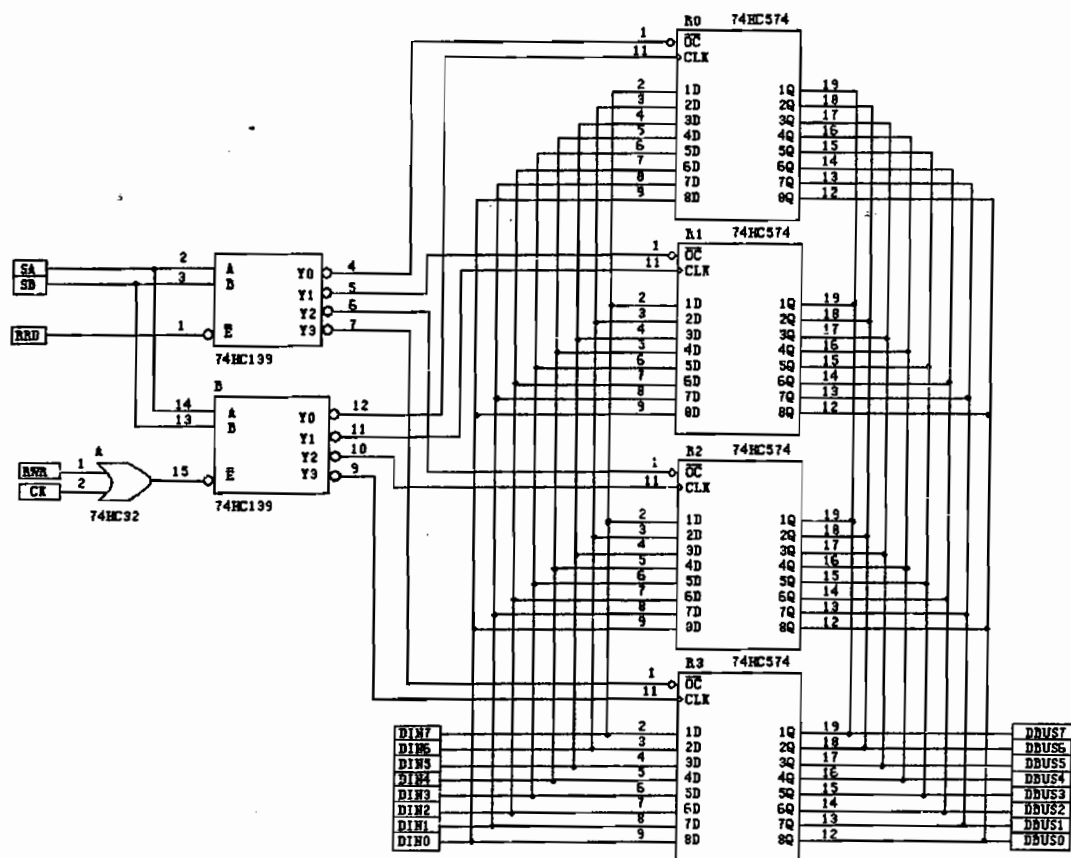 R0 74HC574
1 OC
11 CLK
2 1D 1Q 19
3 2D 2Q 18
4 3D 3Q 17
5 4D 4Q 16
6 5D 5Q 15
7 6D 6Q 14
8 7D 7Q 13
9 8D 8Q 12
74HC574
R1
1 OC
11 CLK
2 1D 1Q 19
3 2D 2Q 18
4 3D 3Q 17
4D 4Q 16
6 5D 5Q 15
7 6D 6Q 14
8 7D 7Q 13
9 8D 8Q 12
SA 2 A Y0 4
SB 3 B Y1 5
Y2 6
RRD 1 E Y3 7
74HC139
B
14 A Y0 12
13 B Y1 11
Y2 10
15 E Y3 9
A
1
CK 2
74HC32
74HC139
R2 74HC574
1 OC
11 CLK
2 1D 1Q 19
3 2D 2Q 18
4 3D 3Q 17
5 4D 4Q 16
6 5D 5Q 15
7 6D 6Q 14
8 7D 7Q 13
9 8D 8Q 12
R3 74HC574
1 OC
11 CLK
DIN7 2 1D 1Q 19 DBUS7
DIN6 3 2D 2Q 18 DBUS6
DIN5 4 3D 3Q 17 DBUS5
DIN4 5 4D 4Q 16 DBUS4
DIN3 6 5D 5Q 15 DBUS3
DIN2 7 6D 6Q 14 DBUS2
DIN1 8 7D 7Q 13 DBUS1
DIN0 9 8D 8Q 12 DBUS0